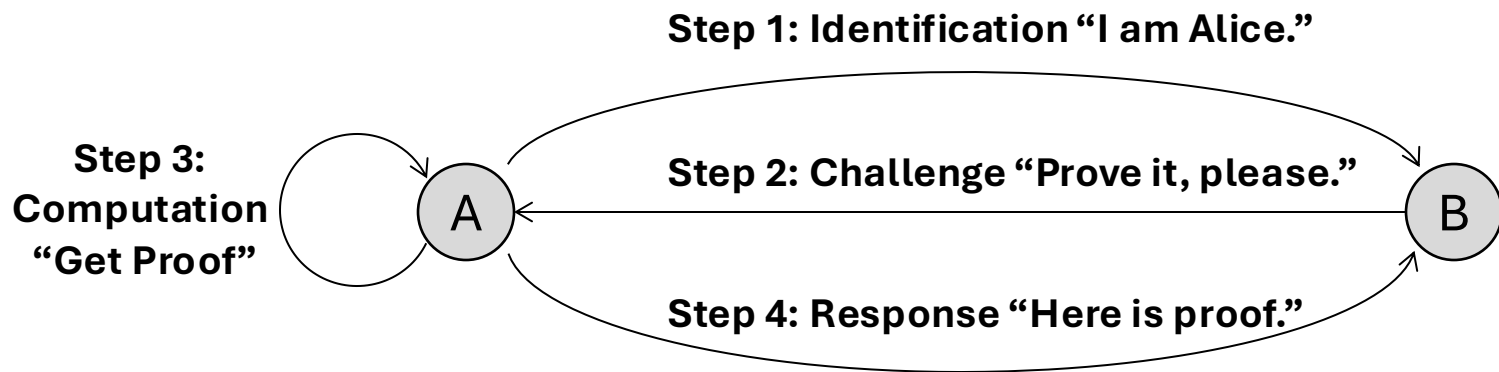 Step 1: Identification “I am Alice.”
Step 3:
Computation
“Get Proof”
A
Step 2: Challenge “Prove it, please.”
B
Step 4: Response “Here is proof.”